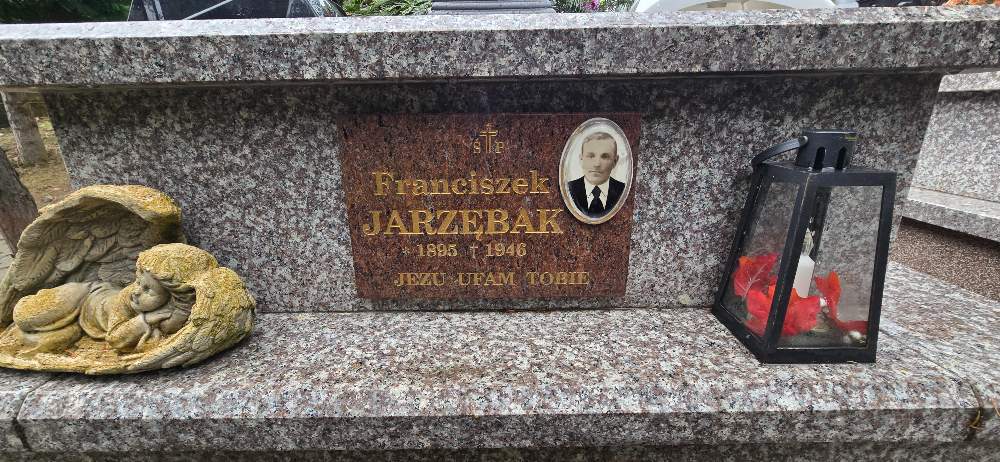 Ś P
Franciszek
JARZĘBAK
* 1895 † 1946
JEZU UFAM TOBIE